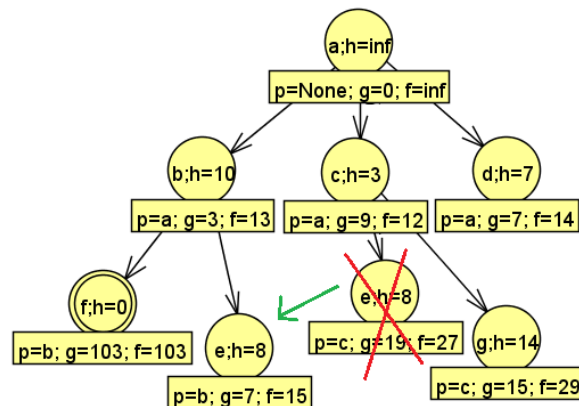 a;h=inf
p=None; g=0; f=inf
b;h=10
c;h=3
d;h=7
p=a; g=3; f=13
p=a; g=9; f=12
p=a; g=7; f=14
f;h=0
e;h=8
e;h=8
g;h=14
p=b; g=103; f=103
p=c; g=19; f=27
p=b; g=7; f=15
p=c; g=15; f=29